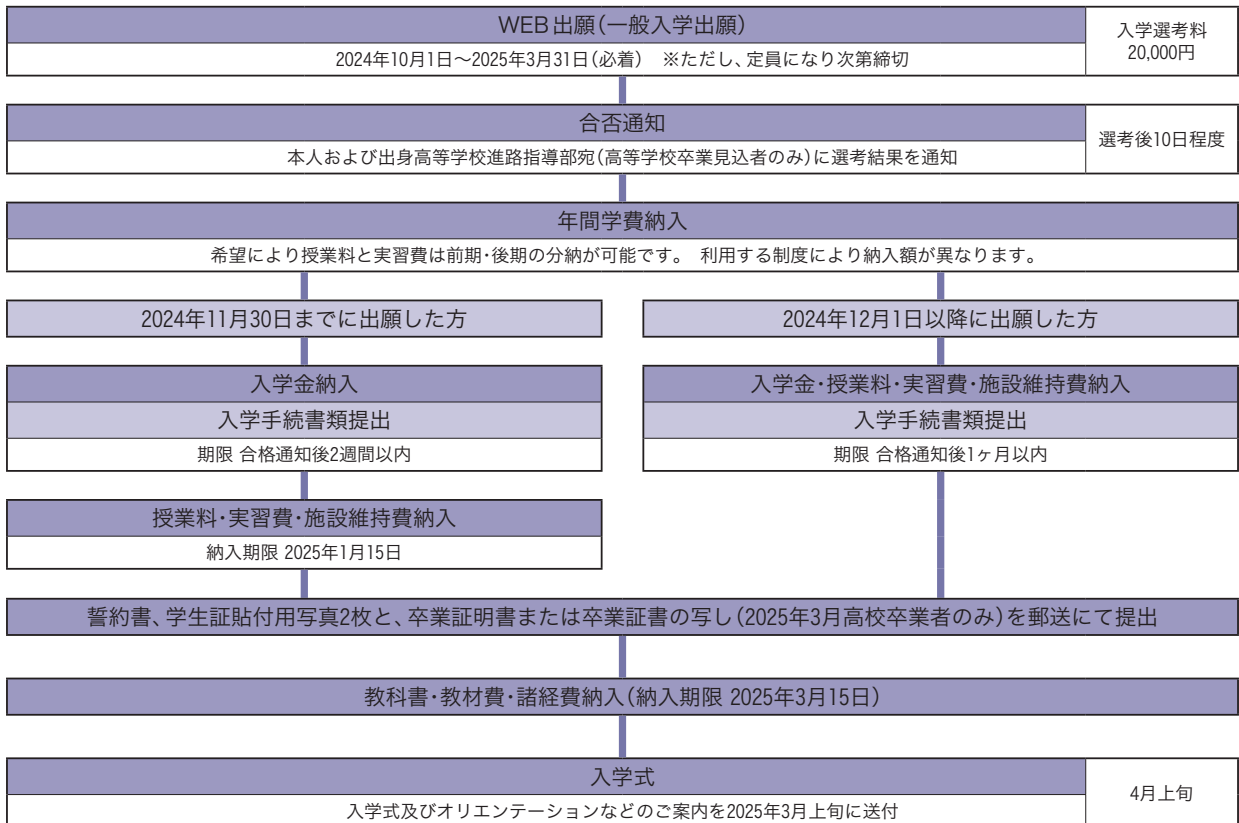 WEB出願(一般入学出願)
2024年10月1日～2025年3月31日(必着) ※ただし、定員になり次第締切
入学選考料
20,000円
合否通知
本人および出身高等学校進路指導部宛(高等学校卒業見込者のみ)に選考結果を通知
選考後10日程度
年間学費納入
希望により授業料と実習費は前期・後期の分納が可能です。 利用する制度により納入額が異なります。
2024年11月30日までに出願した方
入学金納入
入学手続書類提出
期限 合格通知後2週間以内
授業料・実習費・施設維持費納入
納入期限 2025年1月15日
2024年12月1日以降に出願した方
入学金・授業料・実習費・施設維持費納入
入学手続書類提出
期限 合格通知後1ヶ月以内
誓約書、学生証貼付用写真2枚と、卒業証明書または卒業証書の写し(2025年3月高校卒業者のみ)を郵送にて提出
教科書・教材費・諸経費納入(納入期限 2025年3月15日)
入学式
入学式及びオリエンテーションなどのご案内を2025年3月上旬に送付
4月上旬